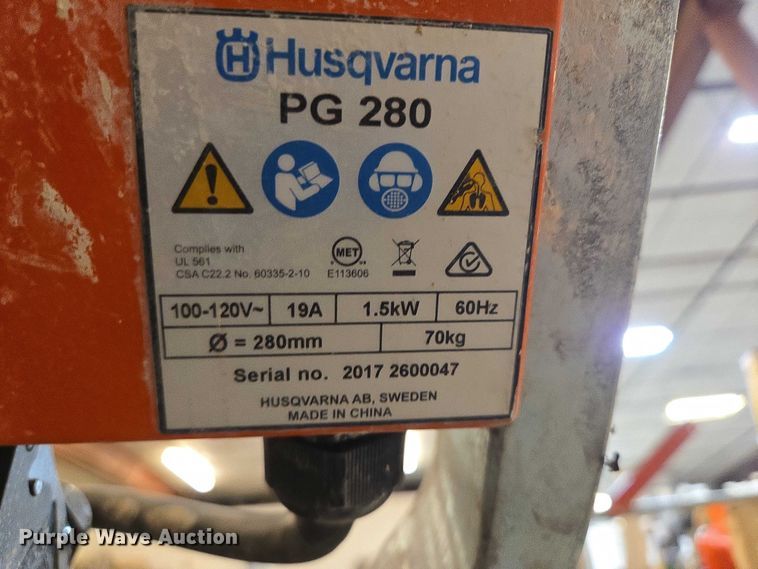 Husqvarna
PG 280
Complies with
UL 561
CSA C22.2 No. 60335-2-10
MET
E113606
100-120V~ 19A 1.5kW 60Hz
Ø = 280mm 70kg
Serial no. 2017 2600047
HUSQVARNA AB, SWEDEN
MADE IN CHINA
Purple Wave Auction